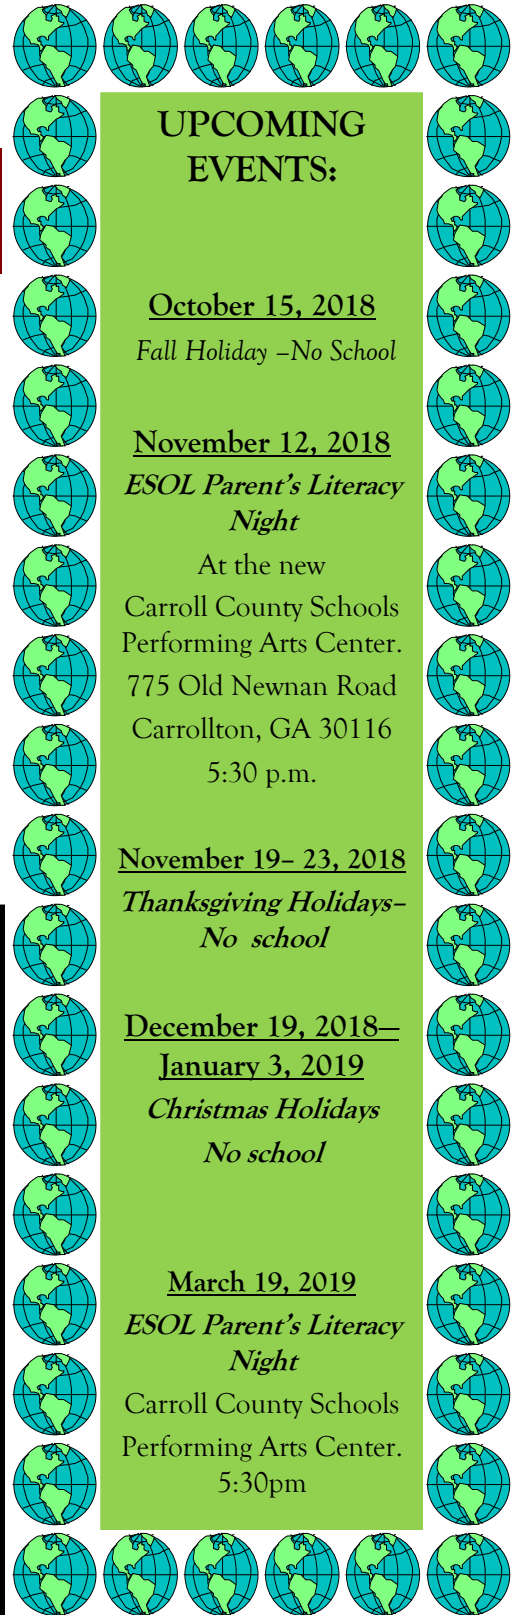 UPCOMING
EVENTS:
October 15, 2018
Fall Holiday –No School
November 12, 2018
ESOL Parent's Literacy
Night
At the new
Carroll County Schools
Performing Arts Center.
775 Old Newnan Road
Carrollton, GA 30116
5:30 p.m.
November 19– 23, 2018
Thanksgiving Holidays–
No  school
December 19, 2018—
January 3, 2019
Christmas Holidays
No school
March 19, 2019
ESOL Parent's Literacy
Night
Carroll County Schools
Performing Arts Center.
5:30pm